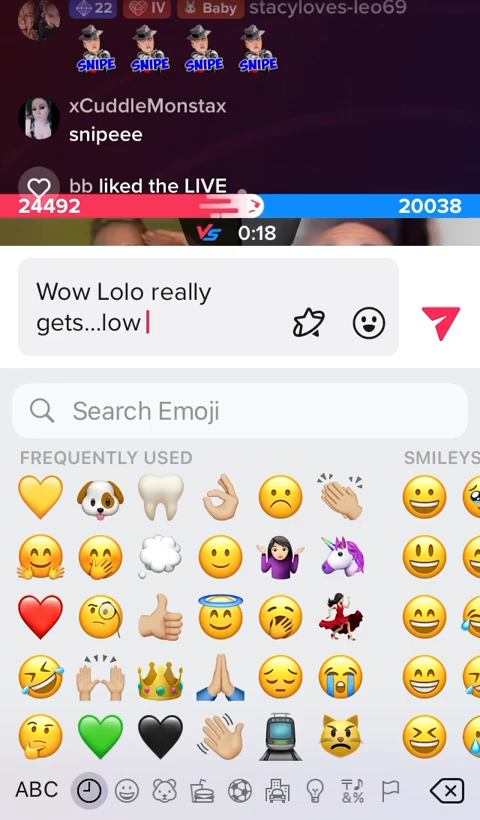 22 IV Baby stacyloves-leo69
SNIPE SNIPE SNIPE SNIPE
xCuddleMonstax
snipeee
bb liked the LIVE
24492 20038
VS 0:18
Wow Lolo really
gets...low
Search Emoji
FREQUENTLY USED SMILEYS
ABC
&%